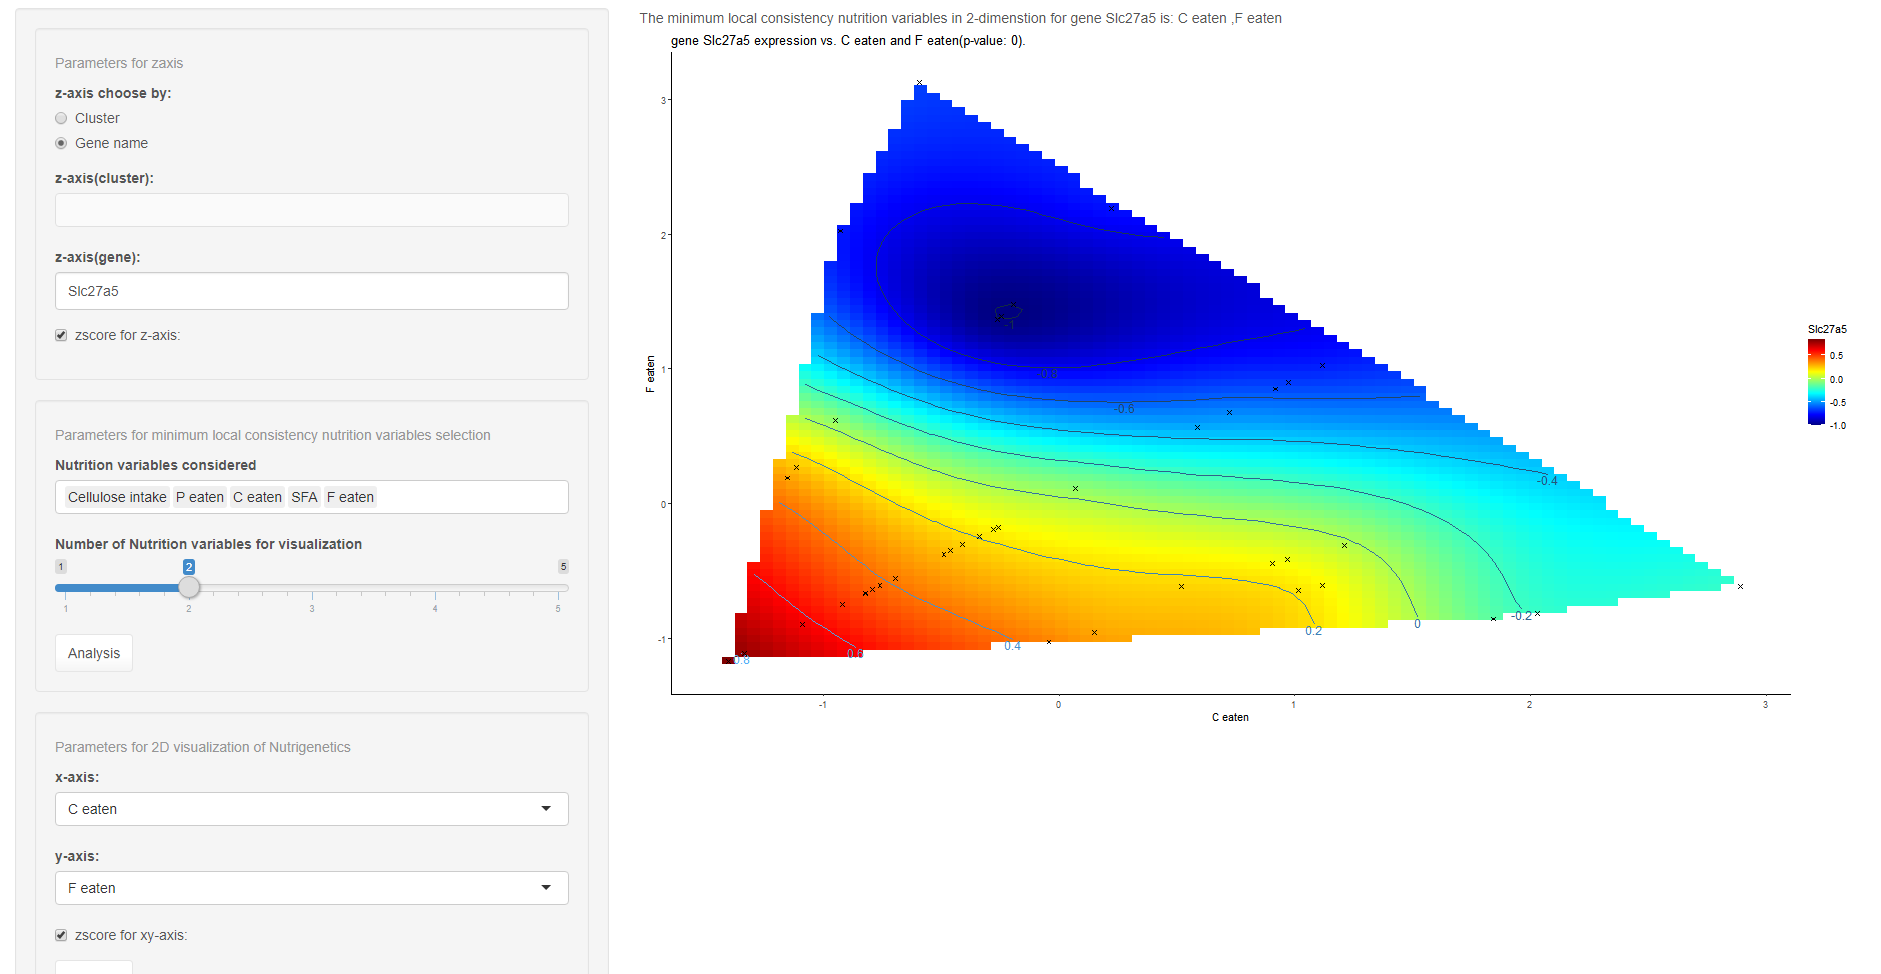 Parameters for zaxis
z-axis choose by:
Cluster
Gene name
z-axis(cluster):
z-axis(gene):
Slc27a5
zscore for z-axis:
Parameters for minimum local consistency nutrition variables selection
Nutrition variables considered
Cellulose intake P eaten C eaten SFA F eaten
Number of Nutrition variables for visualization
1 2 5
1 2 3 4 5
Analysis
Parameters for 2D visualization of Nutrigenetics
x-axis:
C eaten
y-axis:
F eaten
zscore for xy-axis:
The minimum local consistency nutrition variables in 2-dimenstion for gene Slc27a5 is: C eaten ,F eaten
gene Slc27a5 expression vs. C eaten and F eaten(p-value: 0).
3
2
1
0
-1
F eaten
-1
-0.8
-0.6
-0.4
-0.2
0
0.2
0.4
0.6
0.8
-1 0 1 2 3
C eaten
Slc27a5
0.5
0.0
-0.5
-1.0